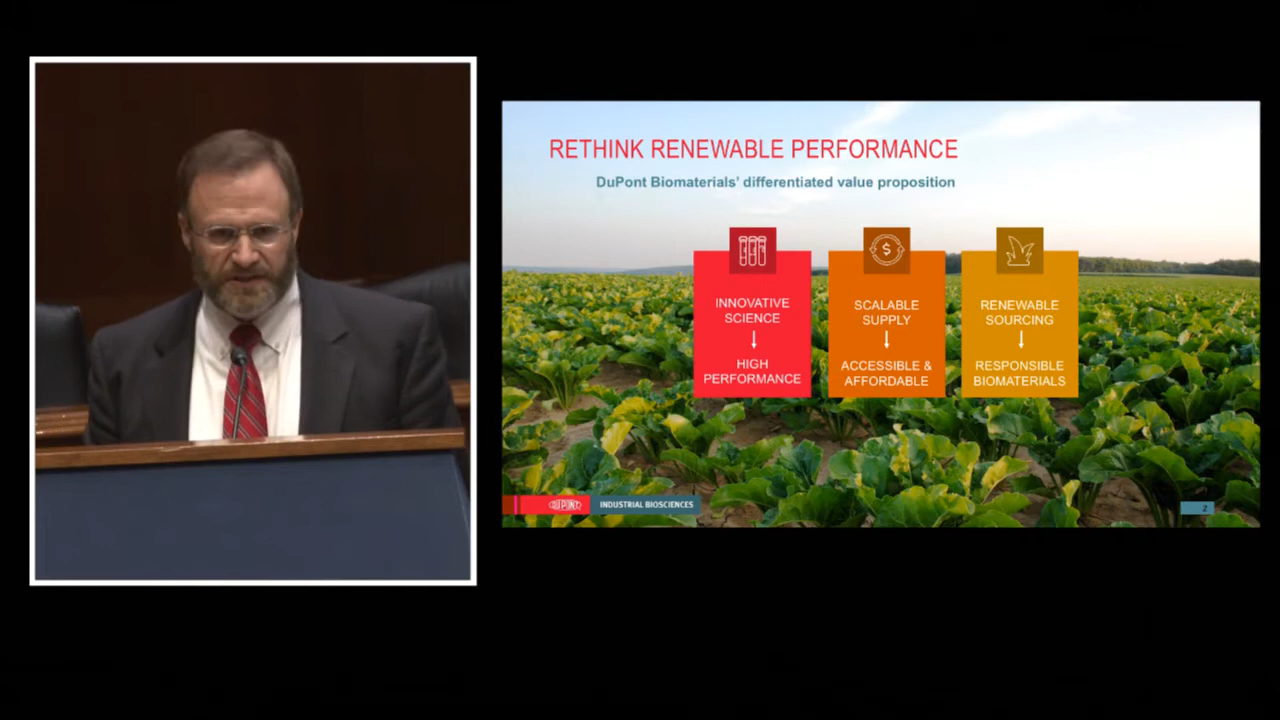 RETHINK RENEWABLE PERFORMANCE
DuPont Biomaterials' differentiated value proposition
INNOVATIVE
SCIENCE
HIGH
PERFORMANCE
SCALABLE
SUPPLY
$
ACCESSIBLE &
AFFORDABLE
RENEWABLE
SOURCING
RESPONSIBLE
BIOMATERIALS
DUPONT
INDUSTRIAL BIOSCIENCES
2